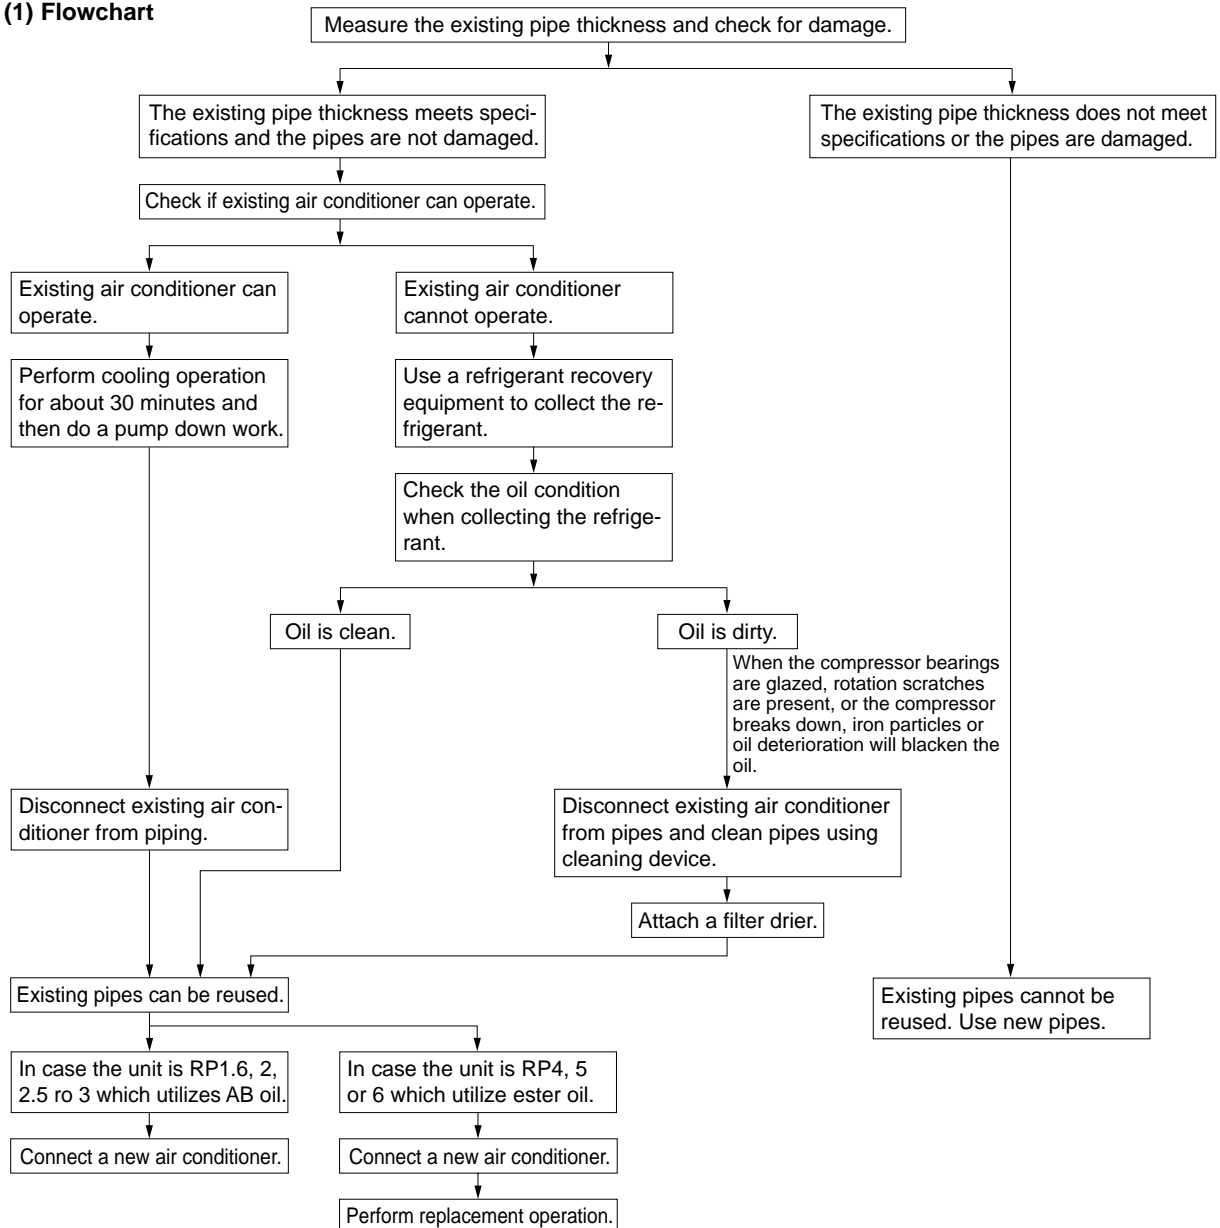 (1) Flowchart
Measure the existing pipe thickness and check for damage.
The existing pipe thickness meets speci-
fications and the pipes are not damaged.
The existing pipe thickness does not meet
specifications or the pipes are damaged.
Check if existing air conditioner can operate.
Existing air conditioner can
operate.
Existing air conditioner
cannot operate.
Perform cooling operation
for about 30 minutes and
then do a pump down work.
Use a refrigerant recovery
equipment to collect the re-
frigerant.
Check the oil condition
when collecting the refrige-
rant.
Oil is clean.
Oil is dirty.
When the compressor bearings
are glazed, rotation scratches
are present, or the compressor
breaks down, iron particles or
oil deterioration will blacken the
oil.
Disconnect existing air con-
ditioner from piping.
Disconnect existing air conditioner
from pipes and clean pipes using
cleaning device.
Attach a filter drier.
Existing pipes can be reused.
Existing pipes cannot be
reused. Use new pipes.
In case the unit is RP1.6, 2,
2.5 ro 3 which utilizes AB oil.
In case the unit is RP4, 5
or 6 which utilize ester oil.
Connect a new air conditioner.
Connect a new air conditioner.
Perform replacement operation.